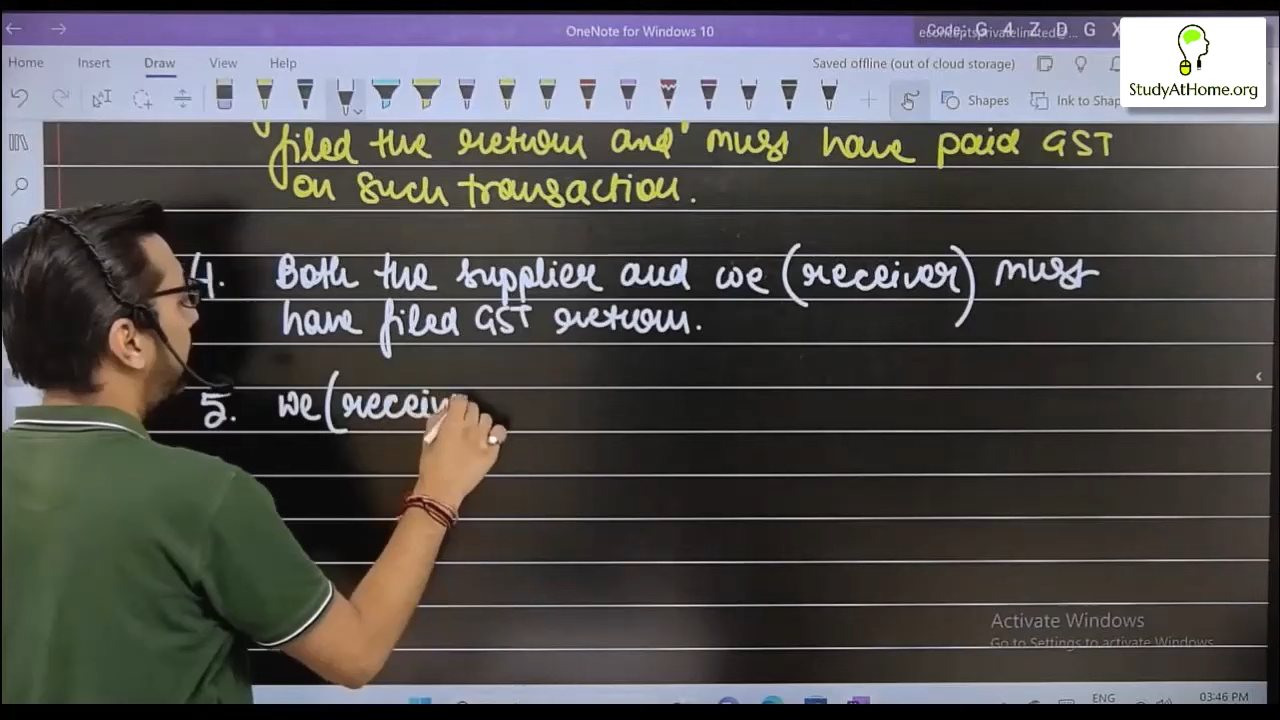 OneNote for Windows 10
Code: G 4 Z D G X
econceptsprivatelimited@...
StudyAtHome.org
Home Insert Draw View Help
Saved offline (out of cloud storage)
Shapes
Ink to Shap
filed the return and must have paid GST
on such transaction.
4. Both the supplier and we (receiver) must
have filed GST return.
5. we (receiv
Activate Windows
Go to Settings to activate Windows.
ENG
03:46 PM